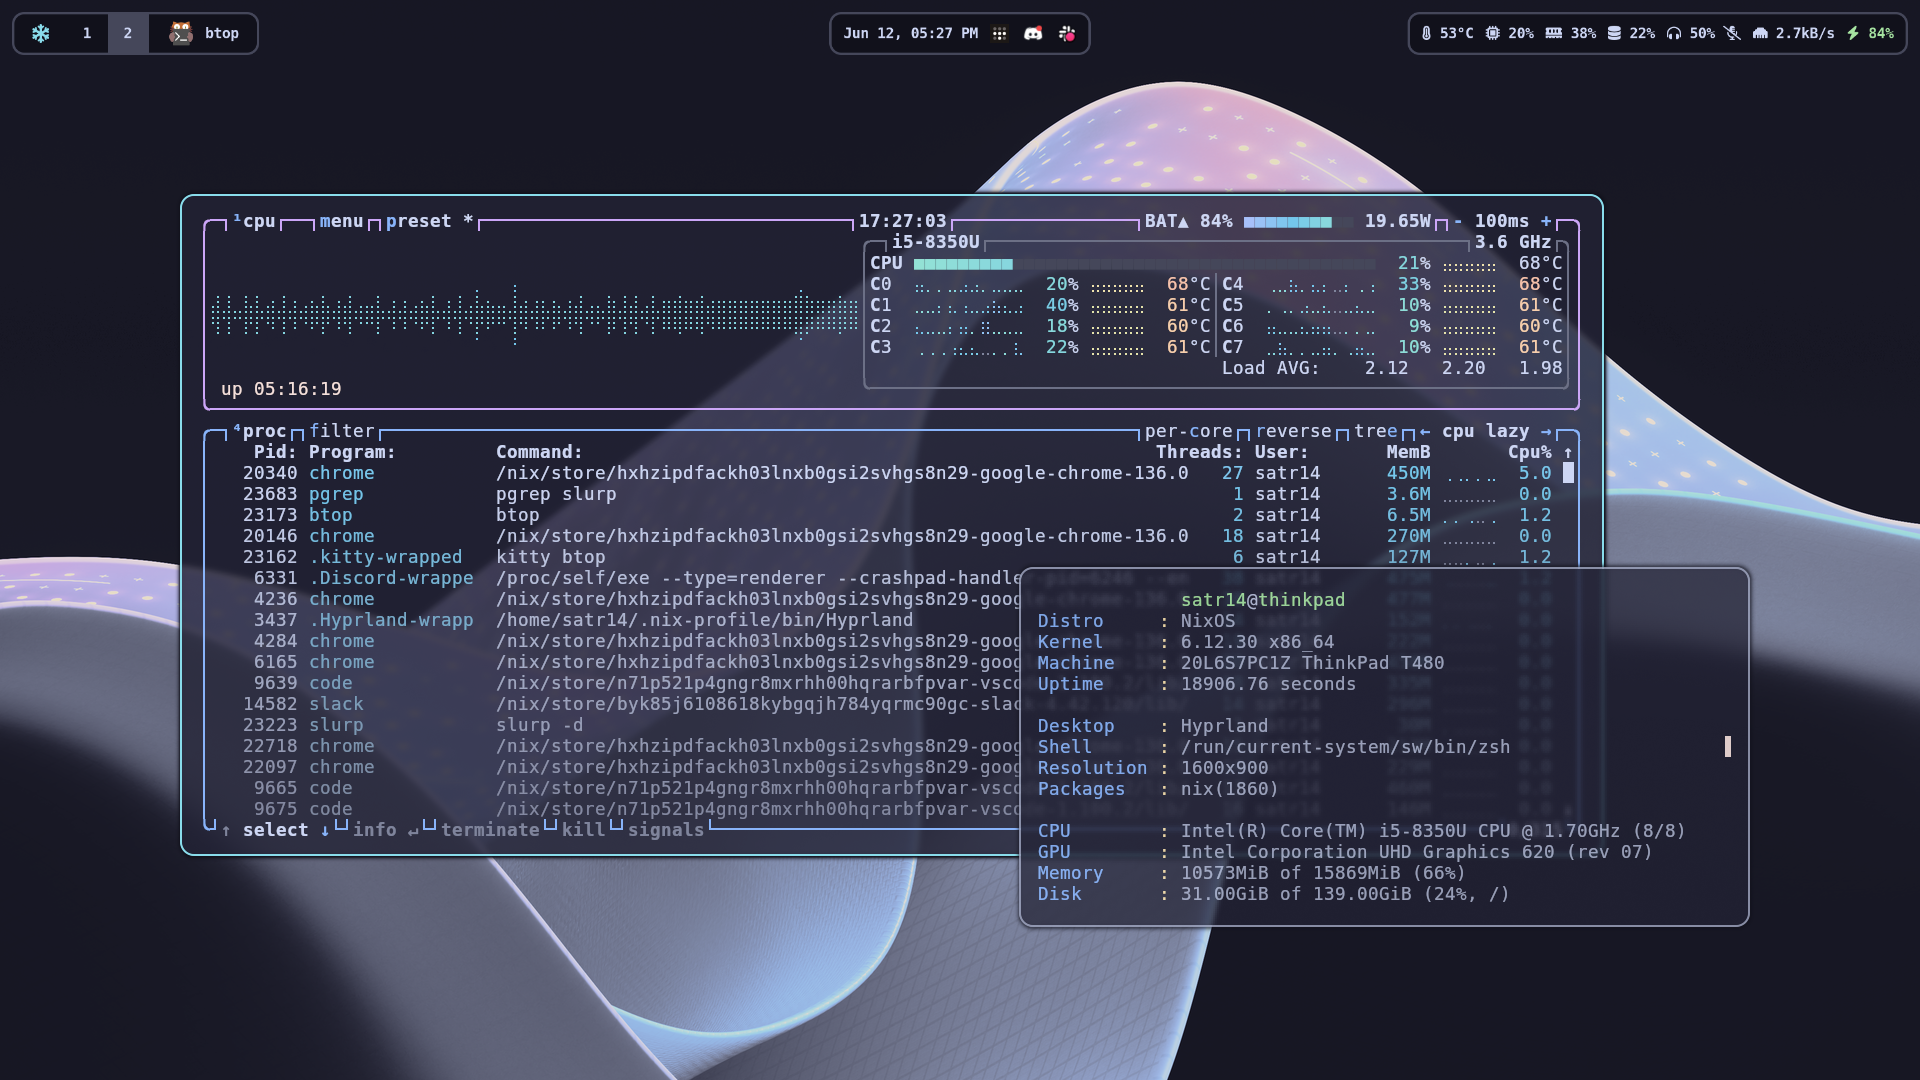 1 2 btop
Jun 12, 05:27 PM
53°C 20% 38% 22% 50% 2.7kB/s 84%
¹cpu menu preset * 17:27:03 BAT▲ 84% 19.65W - 100ms +
i5-8350U 3.6 GHz
CPU 21% 68°C
C0 20% 68°C C4 33% 68°C
C1 40% 61°C C5 10% 61°C
C2 18% 60°C C6 9% 60°C
C3 22% 61°C C7 10% 61°C
Load AVG: 2.12 2.20 1.98
up 05:16:19
⁴proc filter per-core reverse tree ← cpu lazy →
Pid: Program: Command: Threads: User: MemB Cpu% ↑
20340 chrome /nix/store/hxhzipdfackh03lnxb0gsi2svhgs8n29-google-chrome-136.0 27 satr14 450M 5.0
23683 pgrep pgrep slurp 1 satr14 3.6M 0.0
23173 btop btop 2 satr14 6.5M 1.2
20146 chrome /nix/store/hxhzipdfackh03lnxb0gsi2svhgs8n29-google-chrome-136.0 18 satr14 270M 0.0
23162 .kitty-wrapped kitty btop 6 satr14 127M 1.2
6331 .Discord-wrappe /proc/self/exe --type=renderer --crashpad-handle
4236 chrome /nix/store/hxhzipdfackh03lnxb0gsi2svhgs8n29-goog
3437 .Hyprland-wrapp /home/satr14/.nix-profile/bin/Hyprland
4284 chrome /nix/store/hxhzipdfackh03lnxb0gsi2svhgs8n29-goog
6165 chrome /nix/store/hxhzipdfackh03lnxb0gsi2svhgs8n29-goog
9639 code /nix/store/n71p521p4gngr8mxrhh00hqrarbfpvar-vsco
14582 slack /nix/store/byk85j6108618kybgqjh784yqrmc90gc-slac
23223 slurp slurp -d
22718 chrome /nix/store/hxhzipdfackh03lnxb0gsi2svhgs8n29-goog
22097 chrome /nix/store/hxhzipdfackh03lnxb0gsi2svhgs8n29-goog
9665 code /nix/store/n71p521p4gngr8mxrhh00hqrarbfpvar-vsco
9675 code /nix/store/n71p521p4gngr8mxrhh00hqrarbfpvar-vsco
↑ select ↓ info ↵ terminate kill signals
satr14@thinkpad
Distro : NixOS
Kernel : 6.12.30 x86_64
Machine : 20L6S7PC1Z ThinkPad T480
Uptime : 18906.76 seconds
Desktop : Hyprland
Shell : /run/current-system/sw/bin/zsh
Resolution : 1600x900
Packages : nix(1860)
CPU : Intel(R) Core(TM) i5-8350U CPU @ 1.70GHz (8/8)
GPU : Intel Corporation UHD Graphics 620 (rev 07)
Memory : 10573MiB of 15869MiB (66%)
Disk : 31.00GiB of 139.00GiB (24%, /)